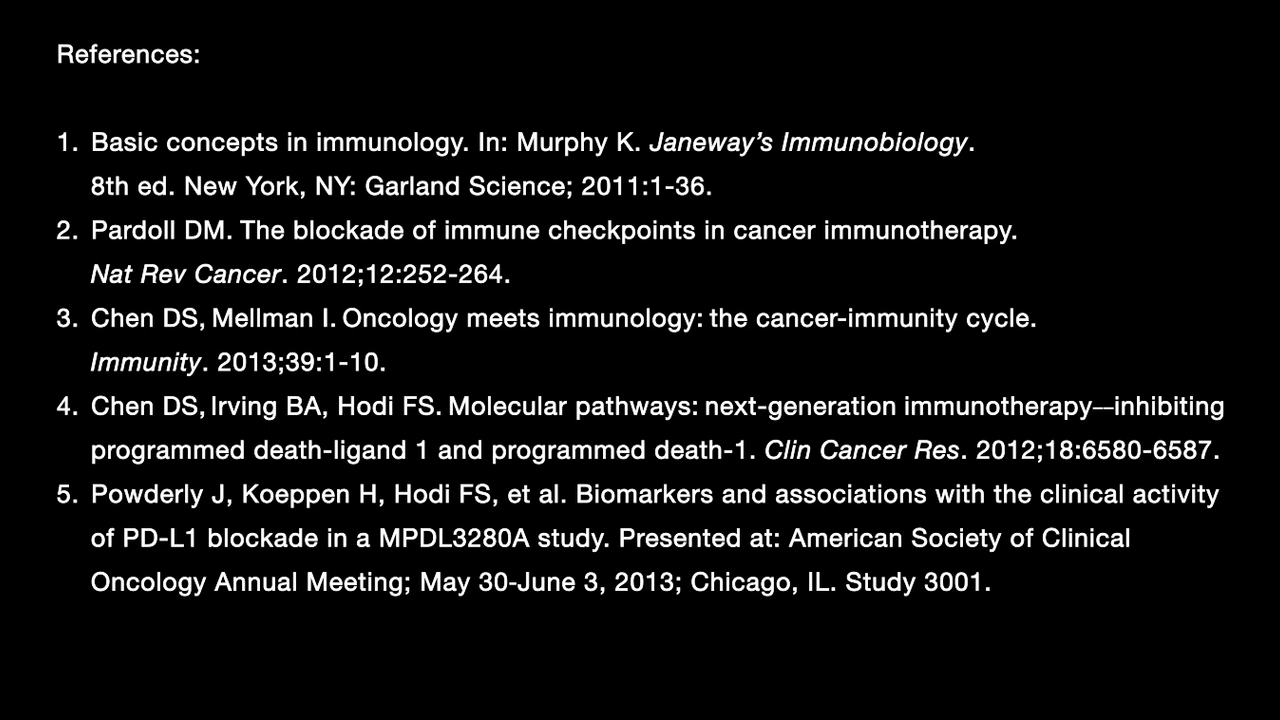 References:
1. Basic concepts in immunology. In: Murphy K. Janeway’s Immunobiology.
8th ed. New York, NY: Garland Science; 2011:1-36.
2. Pardoll DM. The blockade of immune checkpoints in cancer immunotherapy.
Nat Rev Cancer. 2012;12:252-264.
3. Chen DS, Mellman I. Oncology meets immunology: the cancer-immunity cycle.
Immunity. 2013;39:1-10.
4. Chen DS, Irving BA, Hodi FS. Molecular pathways: next-generation immunotherapy—inhibiting
programmed death-ligand 1 and programmed death-1. Clin Cancer Res. 2012;18:6580-6587.
5. Powderly J, Koeppen H, Hodi FS, et al. Biomarkers and associations with the clinical activity
of PD-L1 blockade in a MPDL3280A study. Presented at: American Society of Clinical
Oncology Annual Meeting; May 30-June 3, 2013; Chicago, IL. Study 3001.